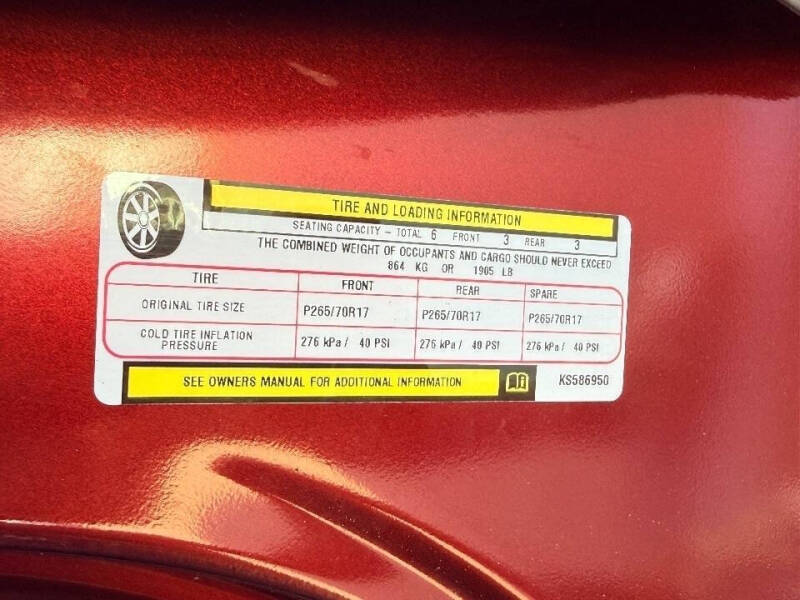 TIRE AND LOADING INFORMATION
SEATING CAPACITY - TOTAL 6 FRONT 3 REAR 3
THE COMBINED WEIGHT OF OCCUPANTS AND CARGO SHOULD NEVER EXCEED
864 KG OR 1905 LB
TIRE FRONT REAR SPARE
ORIGINAL TIRE SIZE P265/70R17 P265/70R17 P265/70R17
COLD TIRE INFLATION
PRESSURE 276 kPa / 40 PSI 276 kPa / 40 PSI 276 kPa / 40 PSI
SEE OWNERS MANUAL FOR ADDITIONAL INFORMATION KS586950